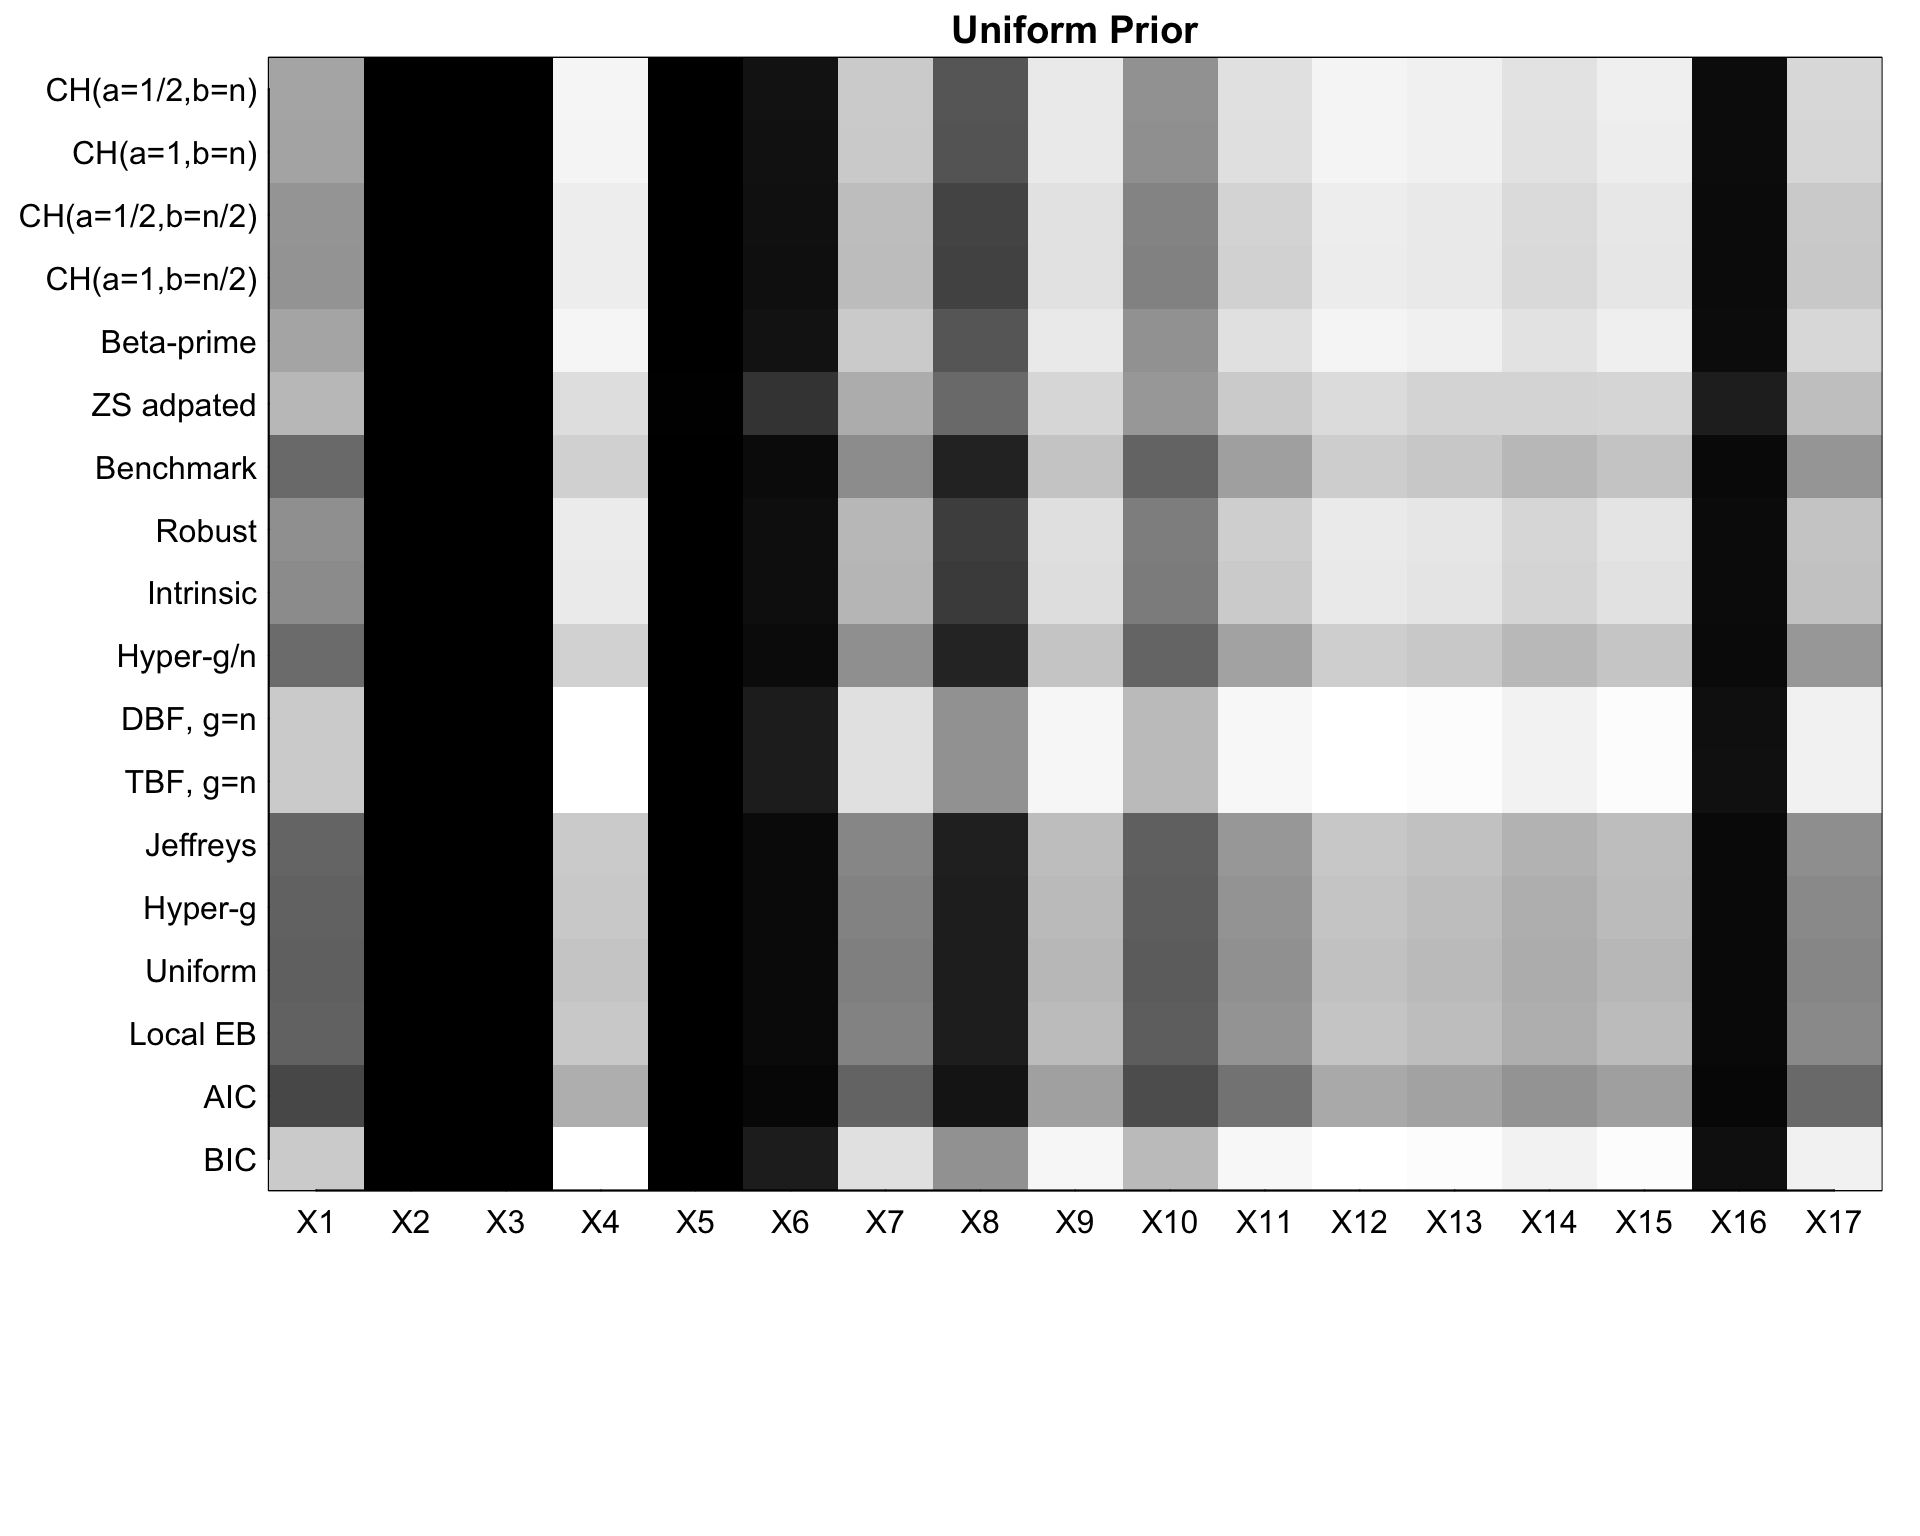 Uniform Prior
CH(a=1/2,b=n)
CH(a=1,b=n)
CH(a=1/2,b=n/2)
CH(a=1,b=n/2)
Beta-prime
ZS adpated
Benchmark
Robust
Intrinsic
Hyper-g/n
DBF, g=n
TBF, g=n
Jeffreys
Hyper-g
Uniform
Local EB
AIC
BIC
X1 X2 X3 X4 X5 X6 X7 X8 X9 X10 X11 X12 X13 X14 X15 X16 X17